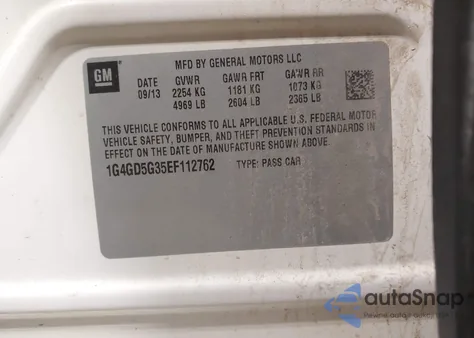 GM
MFD BY GENERAL MOTORS LLC
DATE GVWR GAWR FRT GAWR RR
09/13 2254 KG 1181 KG 1073 KG
4969 LB 2604 LB 2365 LB
THIS VEHICLE CONFORMS TO ALL APPLICABLE U.S. FEDERAL MOTOR
VEHICLE SAFETY, BUMPER, AND THEFT PREVENTION STANDARDS IN
EFFECT ON THE DATE OF MANUFACTURE SHOWN ABOVE.
1G4GD5G35EF112762 TYPE: PASS CAR
autoSnap